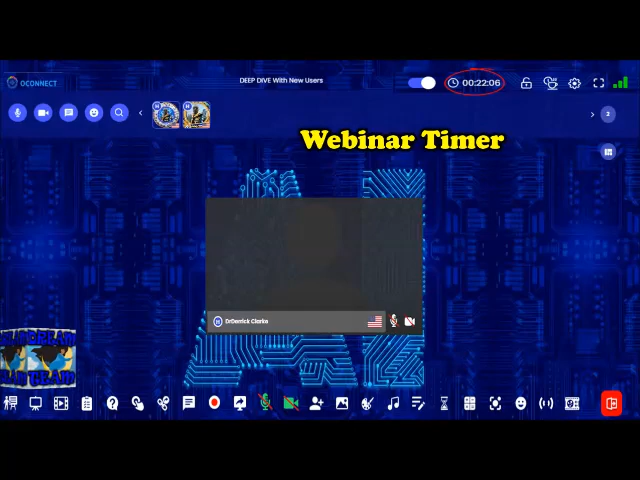 OCONNECT
DEEP DIVE With New Users
00:22:06
Webinar Timer
DrDerrick Clarke